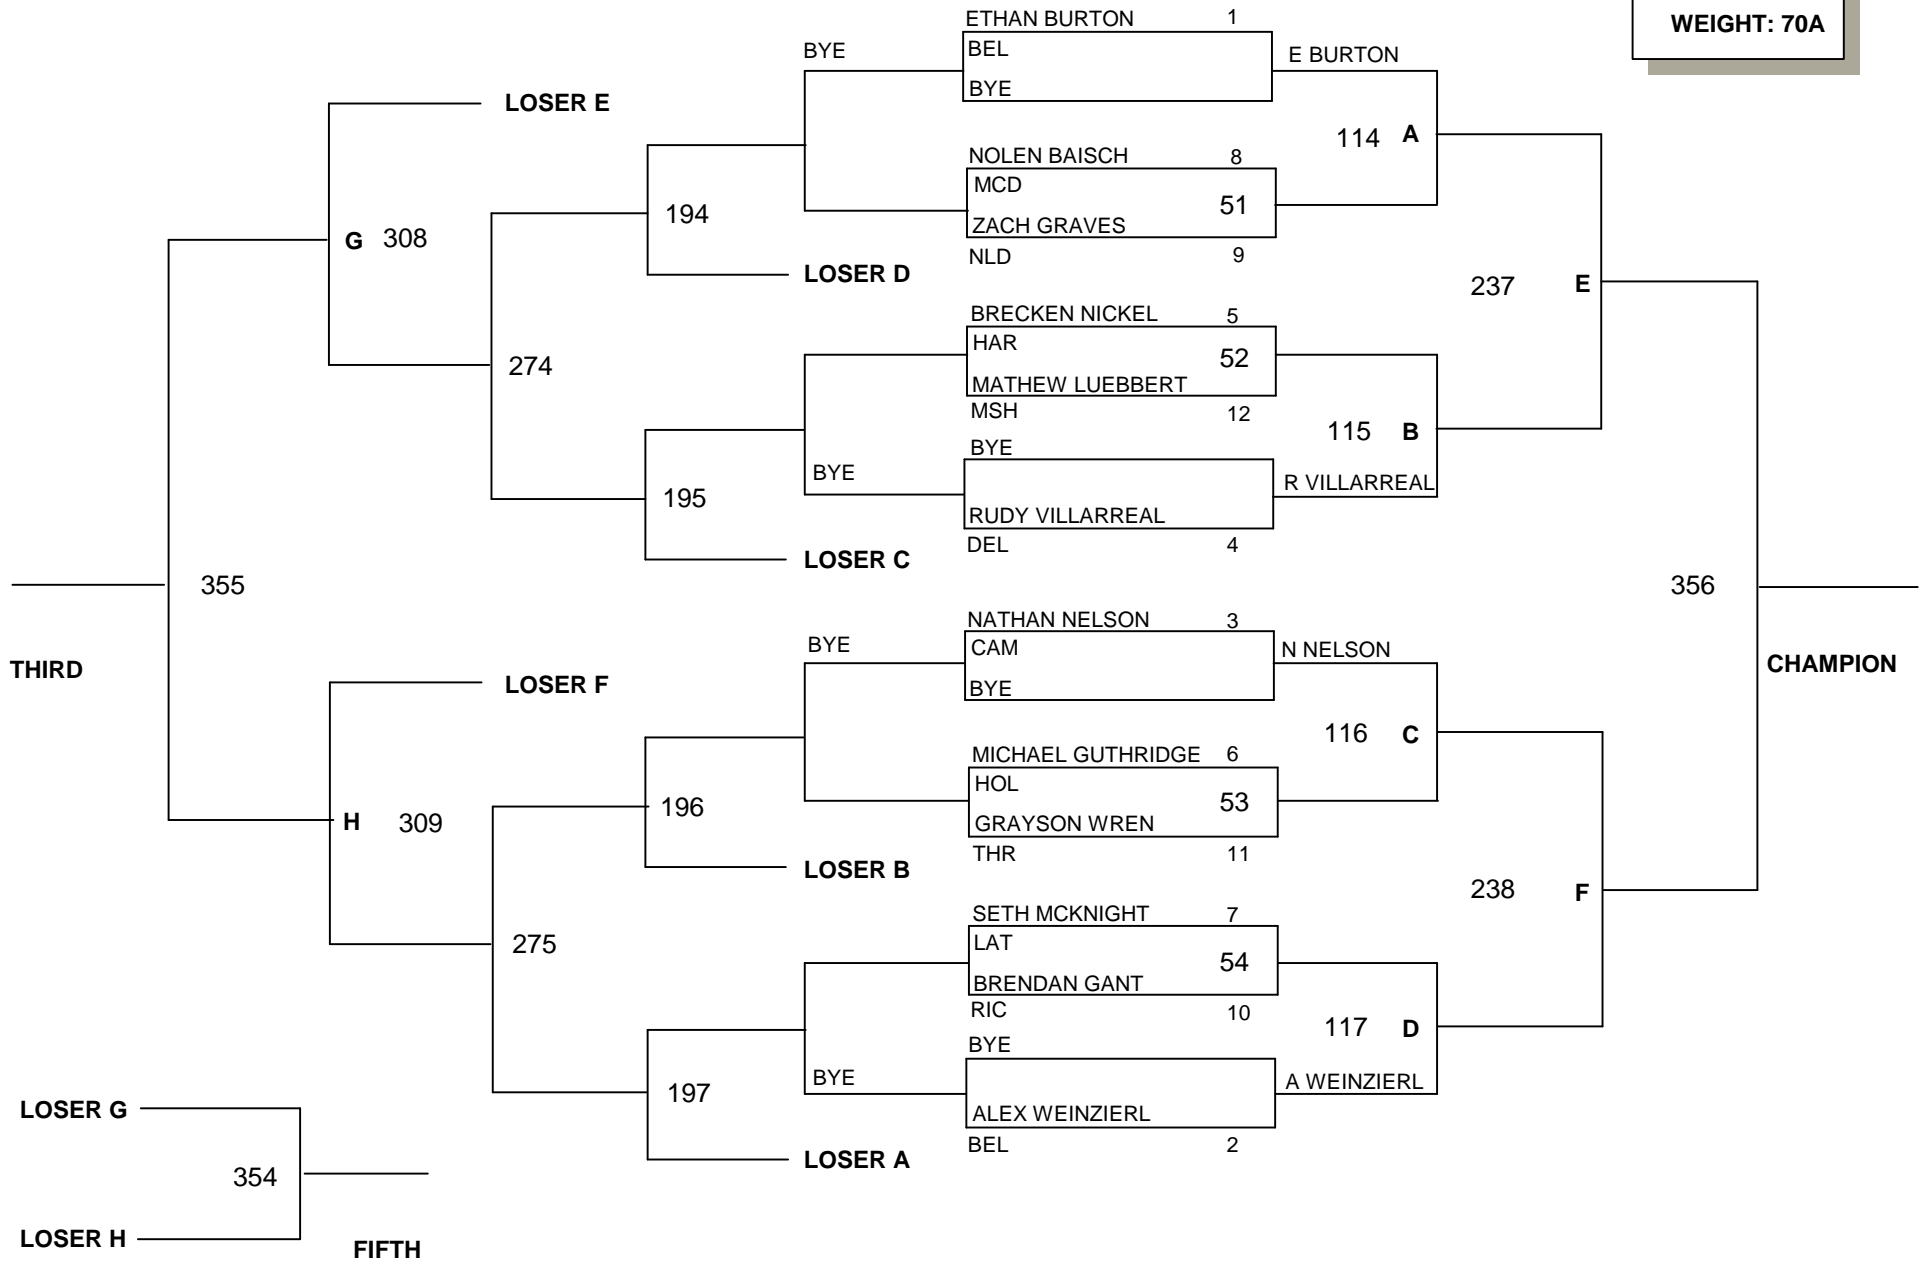 WEIGHT: 70A
ETHAN BURTON 1
BYE
BEL
E BURTON
BYE
LOSER E
114 A
NOLEN BAISCH 8
MCD
194
51
ZACH GRAVES
G 308
NLD 9
LOSER D
237 E
BRECKEN NICKEL 5
HAR
52
274
MATHEW LUEBBERT
MSH 12
115 B
BYE
BYE
R VILLARREAL
195
RUDY VILLARREAL
DEL 4
LOSER C
355
356
NATHAN NELSON 3
BYE
CAM
N NELSON
THIRD
CHAMPION
LOSER F
BYE
116 C
MICHAEL GUTHRIDGE 6
HOL
196
53
H 309
GRAYSON WREN
THR 11
LOSER B
238 F
SETH MCKNIGHT 7
LAT
275
54
BRENDAN GANT
RIC 10
117 D
BYE
BYE
A WEINZIERL
197
LOSER G
ALEX WEINZIERL
BEL 2
LOSER A
354
LOSER H
FIFTH